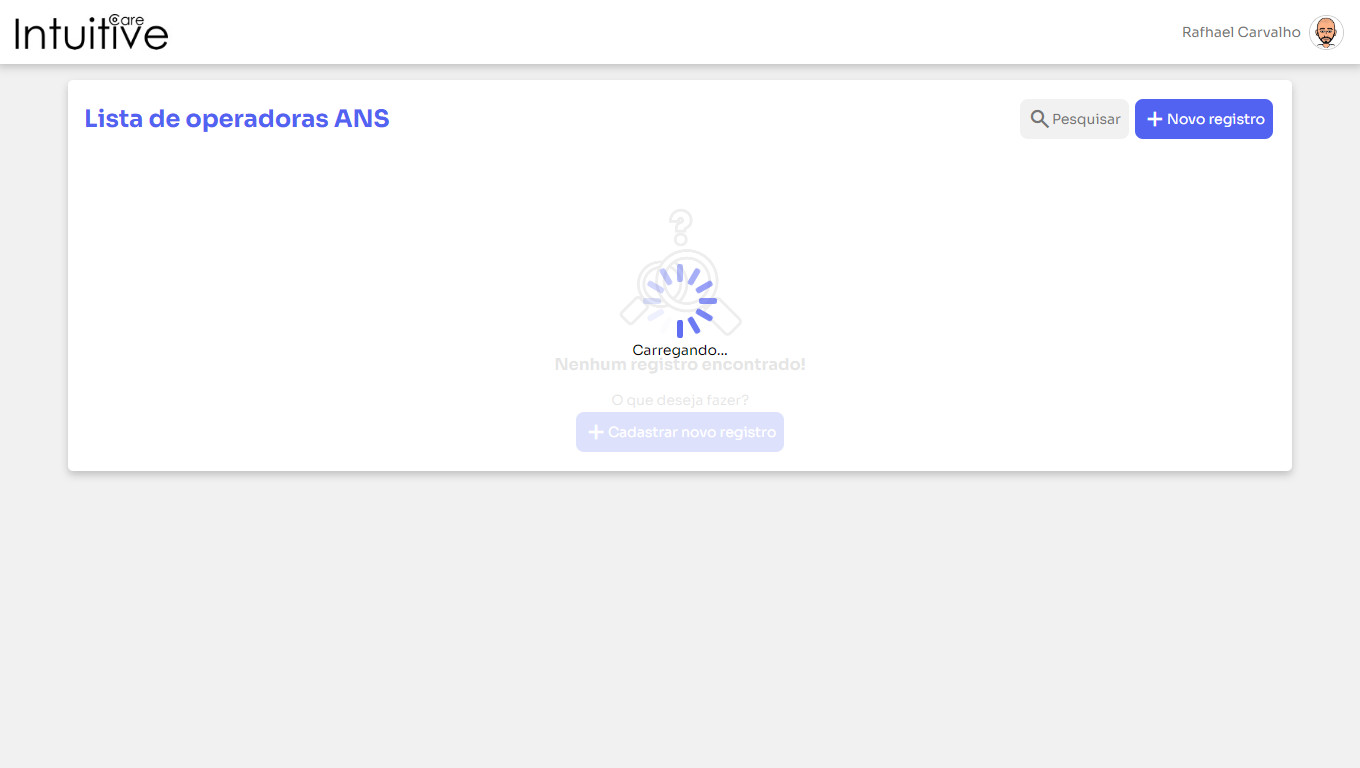 Intuitive Care
Rafhael Carvalho
Lista de operadoras ANS
Pesquisar
Novo registro
?
Carregando...
Nenhum registro encontrado!
O que deseja fazer?
Cadastrar novo registro